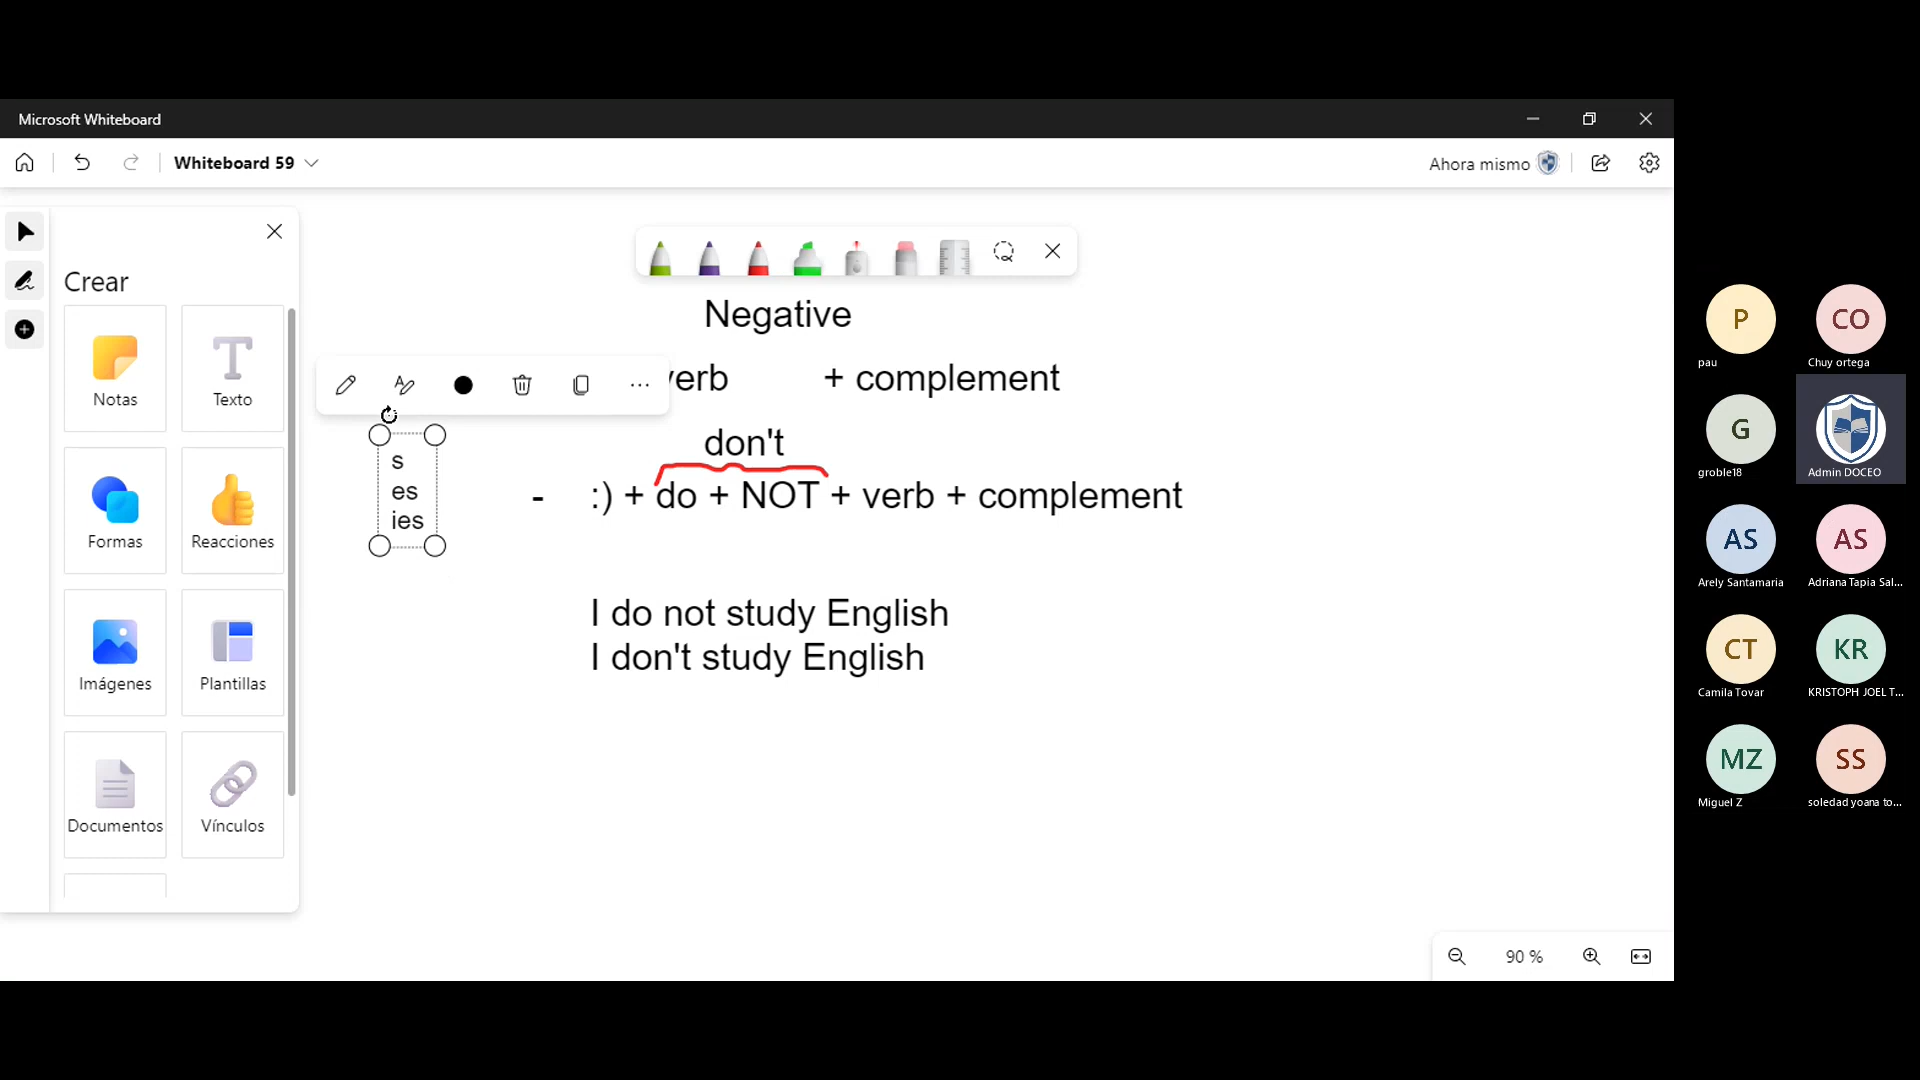 Microsoft Whiteboard
Whiteboard 59
Ahora mismo
Crear
Notas
Texto
Formas
Reacciones
Imágenes
Plantillas
Documentos
Vínculos
Negative
verb + complement
don't
s
es
ies
- :) + do + NOT + verb + complement
I do not study English
I don't study English
90 %
P
pau
CO
Chuy ortega
G
groble18
Admin DOCEO
AS
Arely Santamaria
AS
Adriana Tapia Sal...
CT
Camila Tovar
KR
KRISTOPH JOEL T...
MZ
Miguel Z
SS
soledad yoana to...